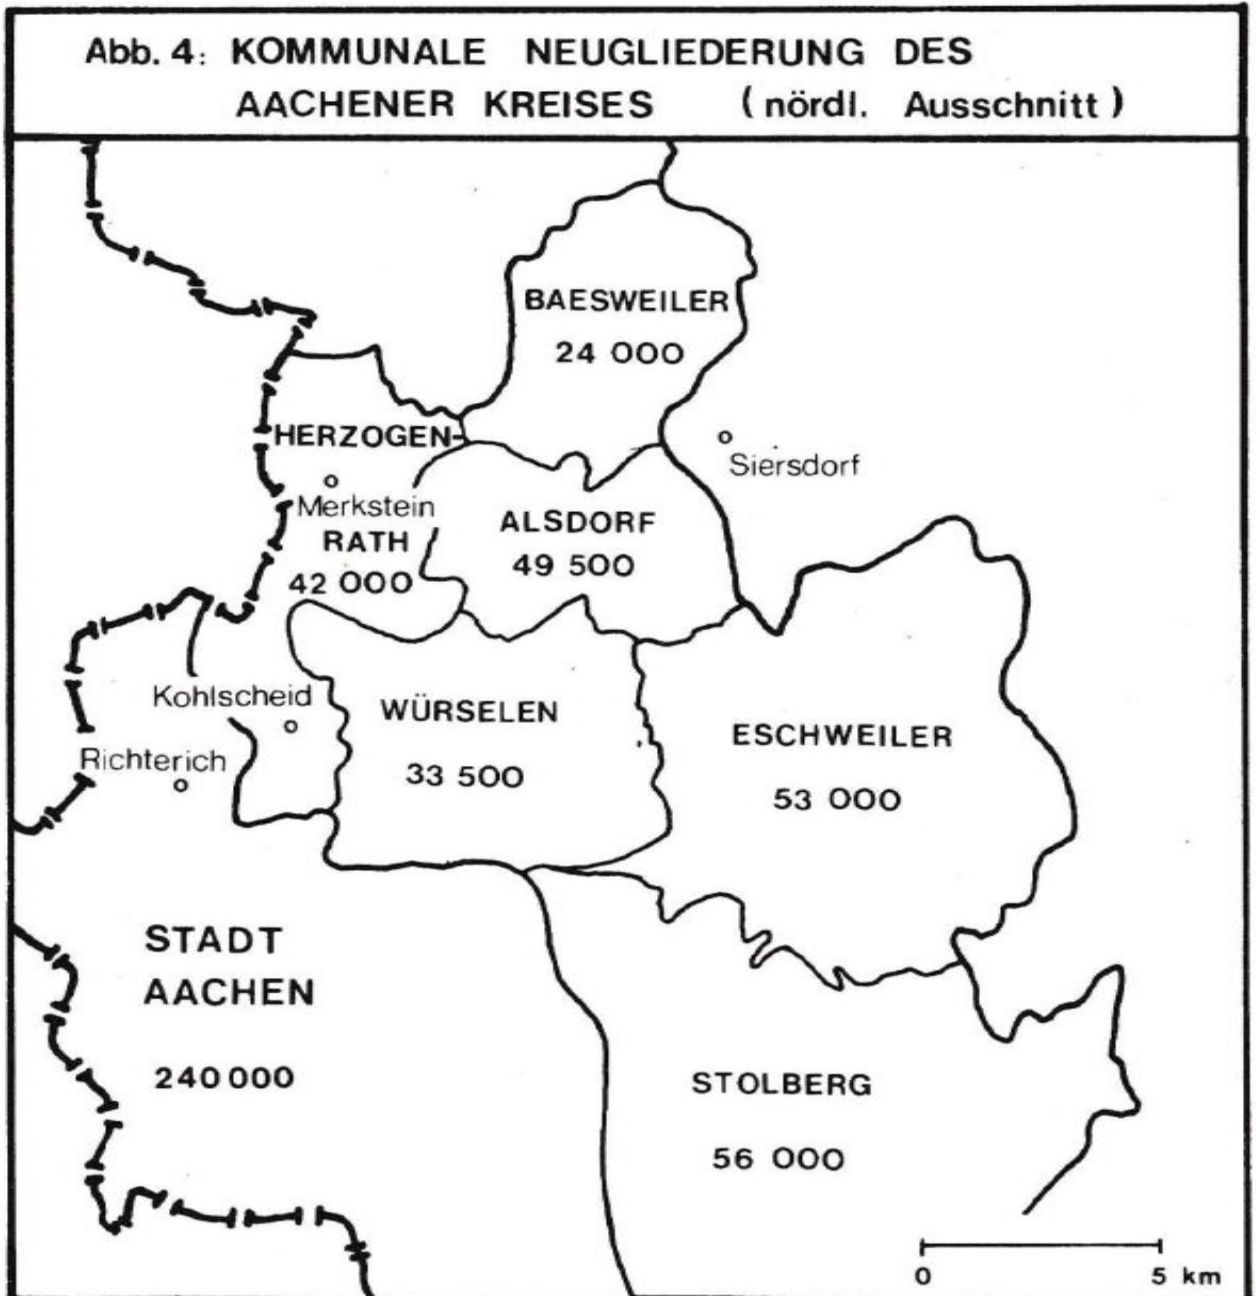 Abb. 4: KOMMUNALE NEUGLIEDERUNG DES
AACHENER KREISES (nördl. Ausschnitt)
BAESWEILER
24 000
HERZOGEN-
Siersdorf
Merkstein
RATH
42 000
ALSDORF
49 500
Kohlscheid
Richterich
WÜRSELEN
33 500
ESCHWEILER
53 000
STADT
AACHEN
240 000
STOLBERG
56 000
0 5 km